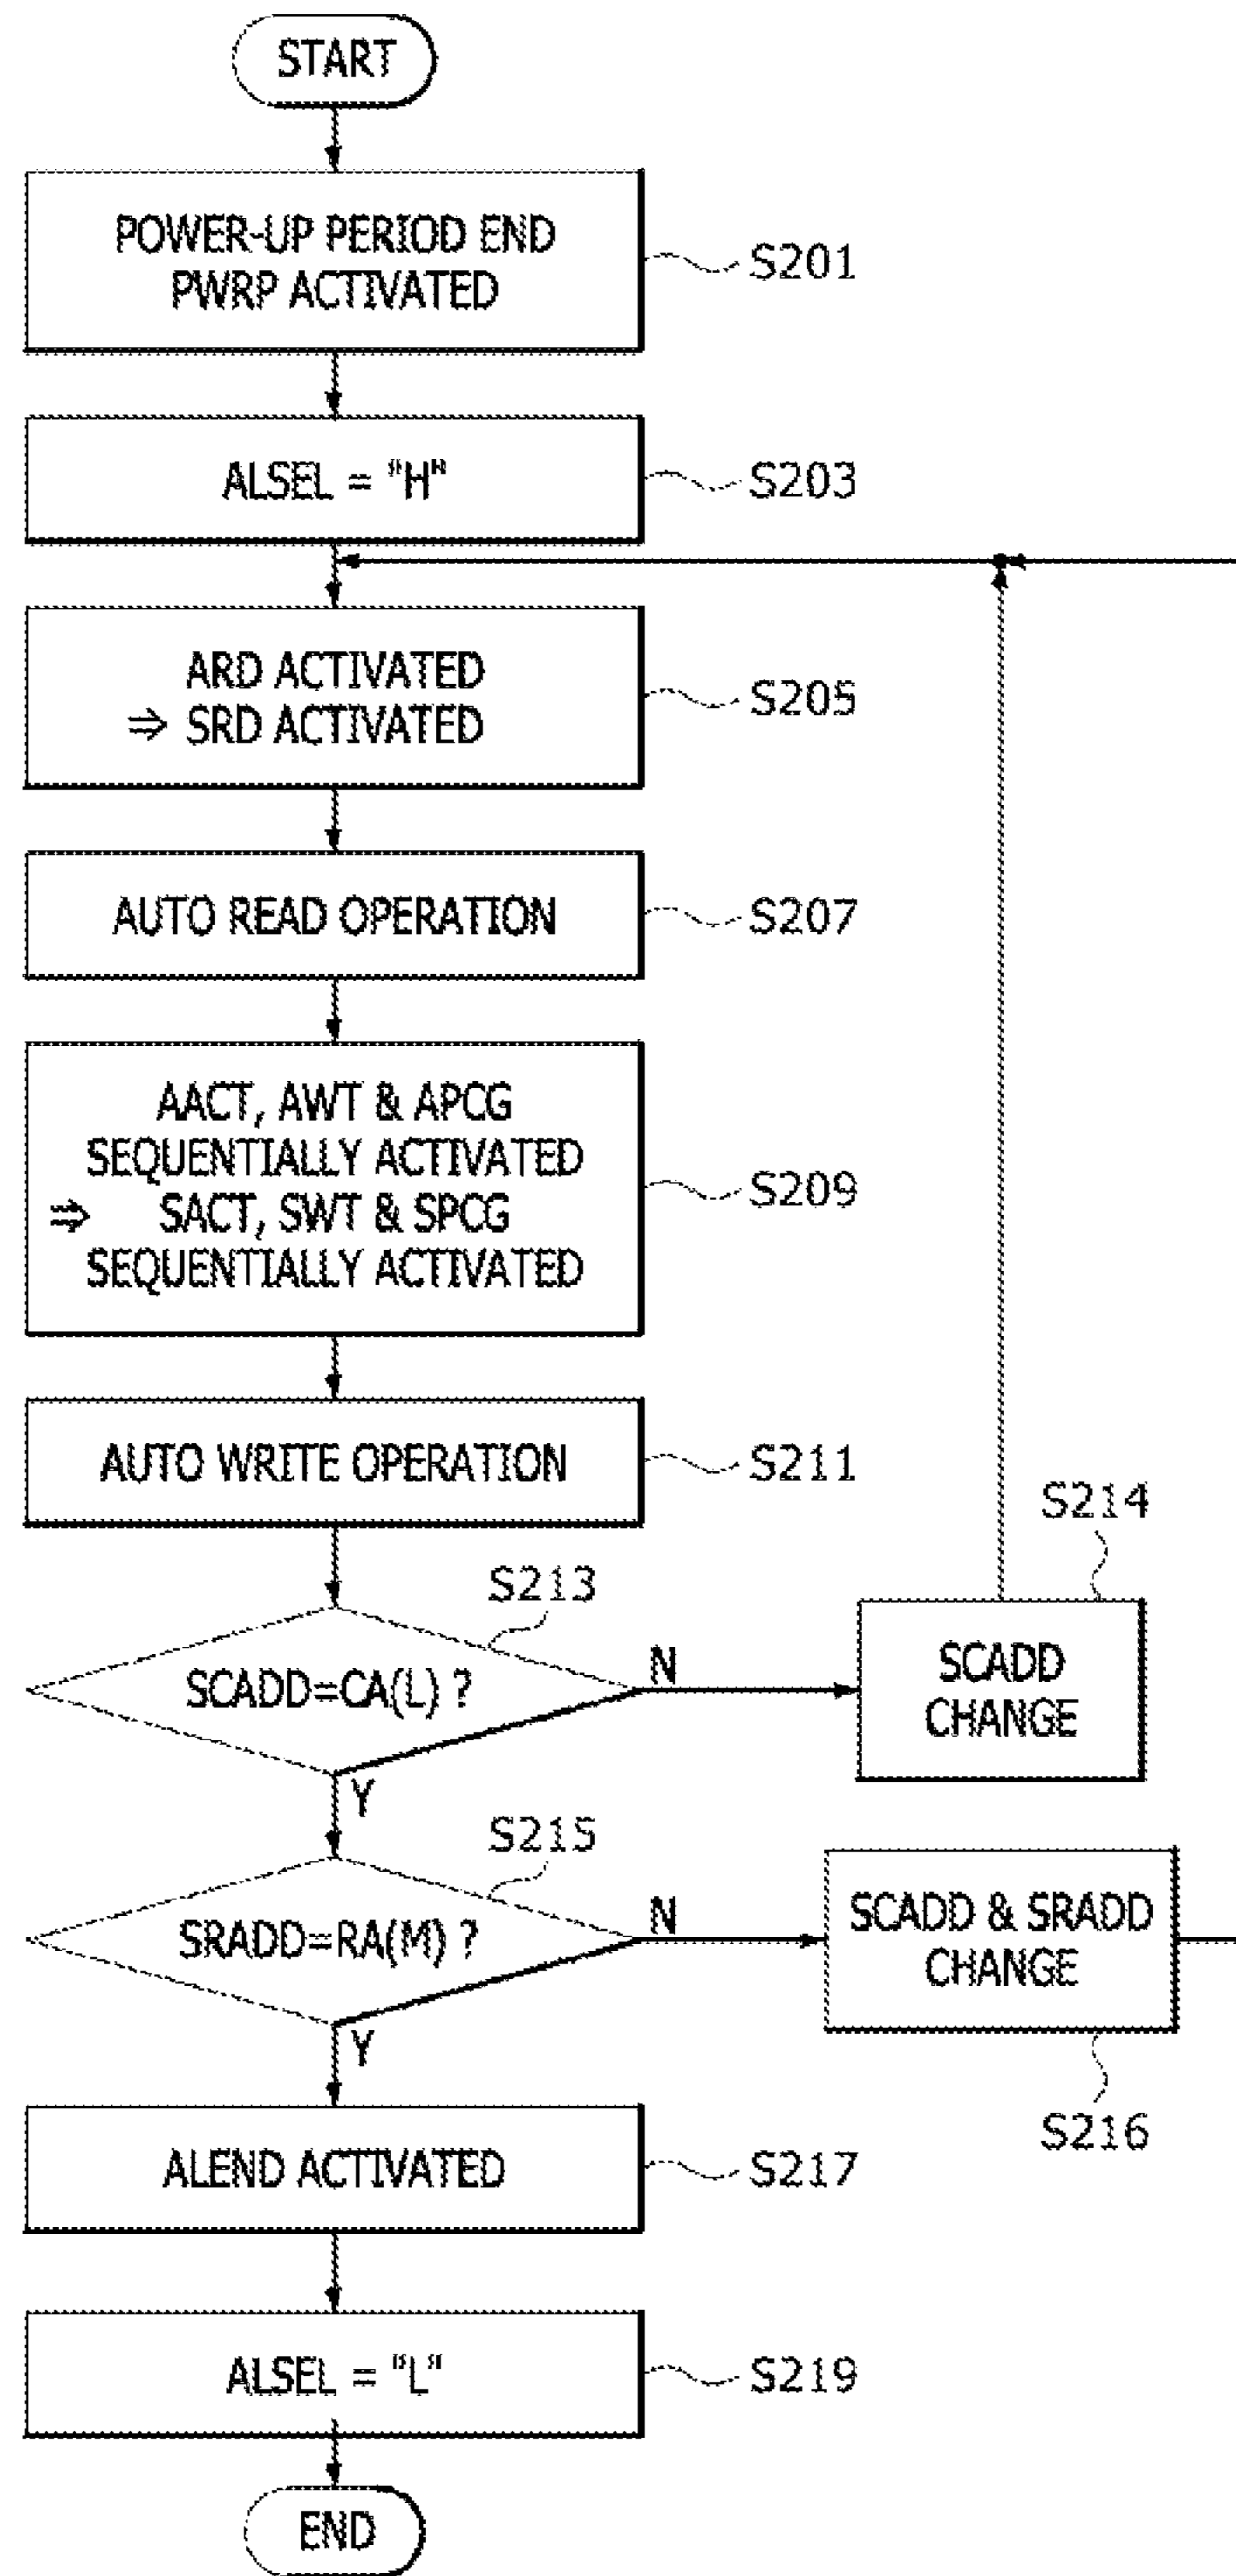 START
POWER-UP PERIOD END
PWRP ACTIVATED
S201
ALSEL = "H"
S203
ARD ACTIVATED
⇒ SRD ACTIVATED
S205
AUTO READ OPERATION
S207
AACT, AWT & APCG
SEQUENTIALLY ACTIVATED
⇒ SACT, SWT & SPCG
SEQUENTIALLY ACTIVATED
S209
AUTO WRITE OPERATION
S211
S213
SCADD=CA(L) ?
N
Y
S214
SCADD
CHANGE
S215
SRADD=RA(M) ?
N
Y
SCADD & SRADD
CHANGE
S216
ALEND ACTIVATED
S217
ALSEL = "L"
S219
END